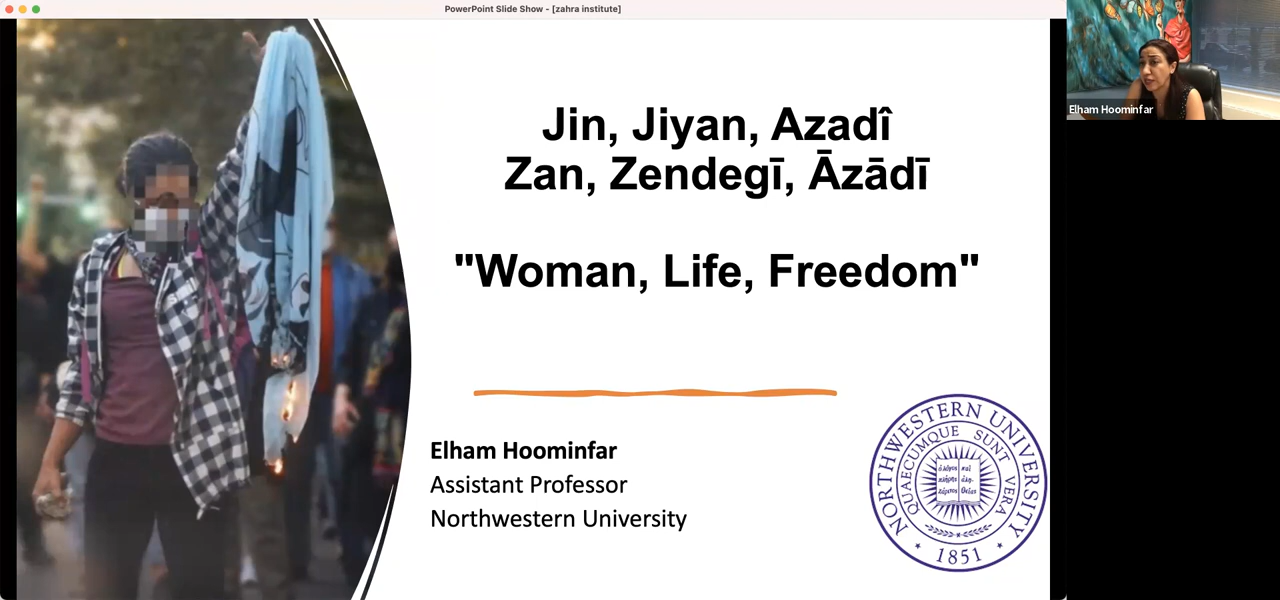 PowerPoint Slide Show - [zahra institute]
Jin, Jiyan, Azadî
Zan, Zendegī, Āzādī
"Woman, Life, Freedom"
Elham Hoominfar
Assistant Professor
Northwestern University
NORTHWESTERN UNIVERSITY
QUAECUMQUE SUNT VERA
1851
Elham Hoominfar